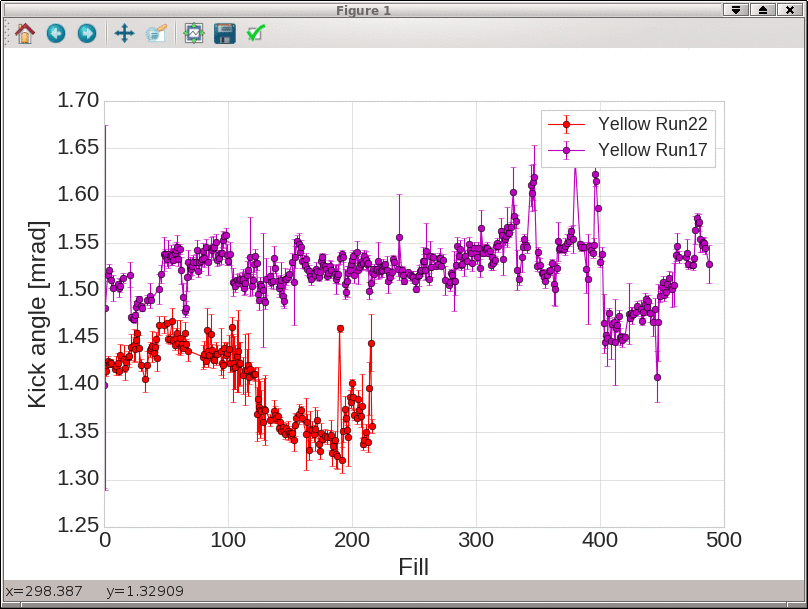 Figure 1
1.70
1.65
1.60
1.55
1.50
1.45
1.40
1.35
1.30
1.25
Kick angle [mrad]
Yellow Run22
Yellow Run17
0 100 200 300 400 500
Fill
x=298.387 y=1.32909